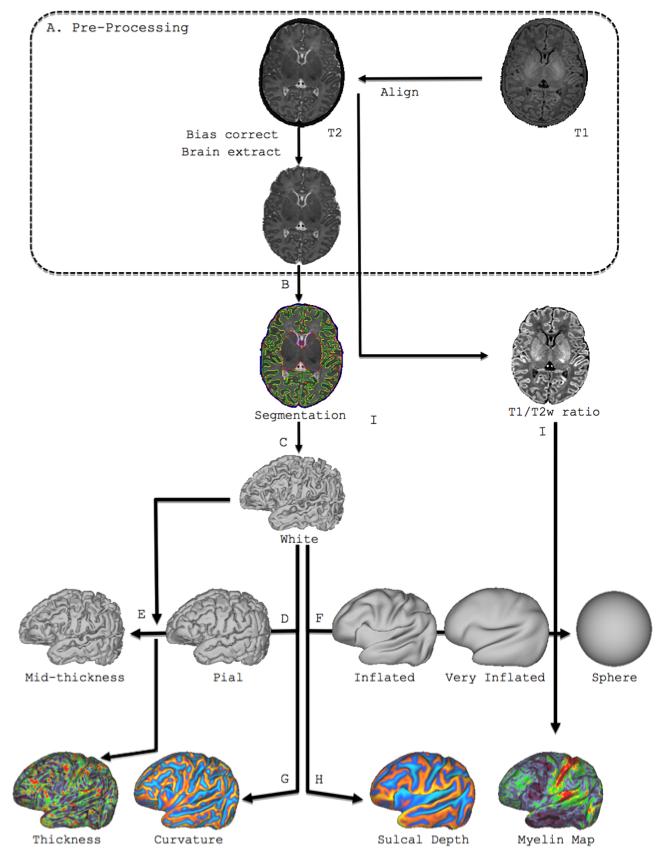 A. Pre-Processing
Align
T2
T1
Bias correct
Brain extract
B
Segmentation
I
T1/T2w ratio
I
C
White
E
D
F
Mid-thickness
Pial
Inflated
Very Inflated
Sphere
G
H
Thickness
Curvature
Sulcal Depth
Myelin Map